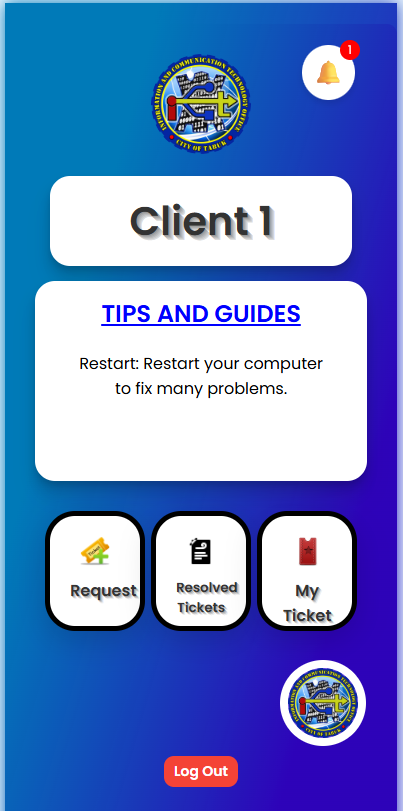 1
INFORMATION AND COMMUNICATION TECHNOLOGY OFFICE
CITY OF TABUK
Client 1
TIPS AND GUIDES
Restart: Restart your computer
to fix many problems.
Request
Resolved
Tickets
My
Ticket
INFORMATION AND COMMUNICATION TECHNOLOGY OFFICE
CITY OF TABUK
Log Out